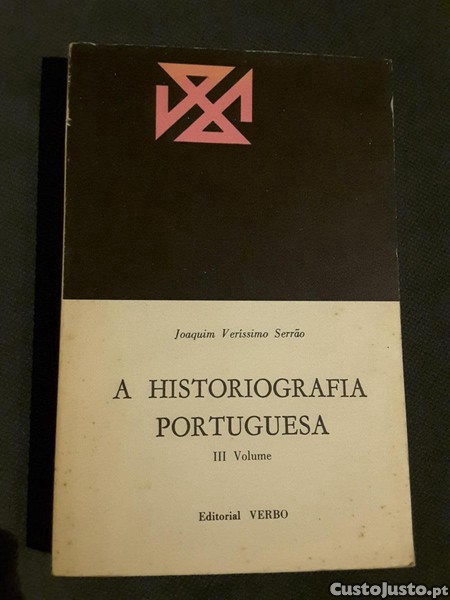 Joaquim Veríssimo Serrão
A HISTORIOGRAFIA
PORTUGUESA
III Volume
Editorial VERBO
CustoJusto.pt